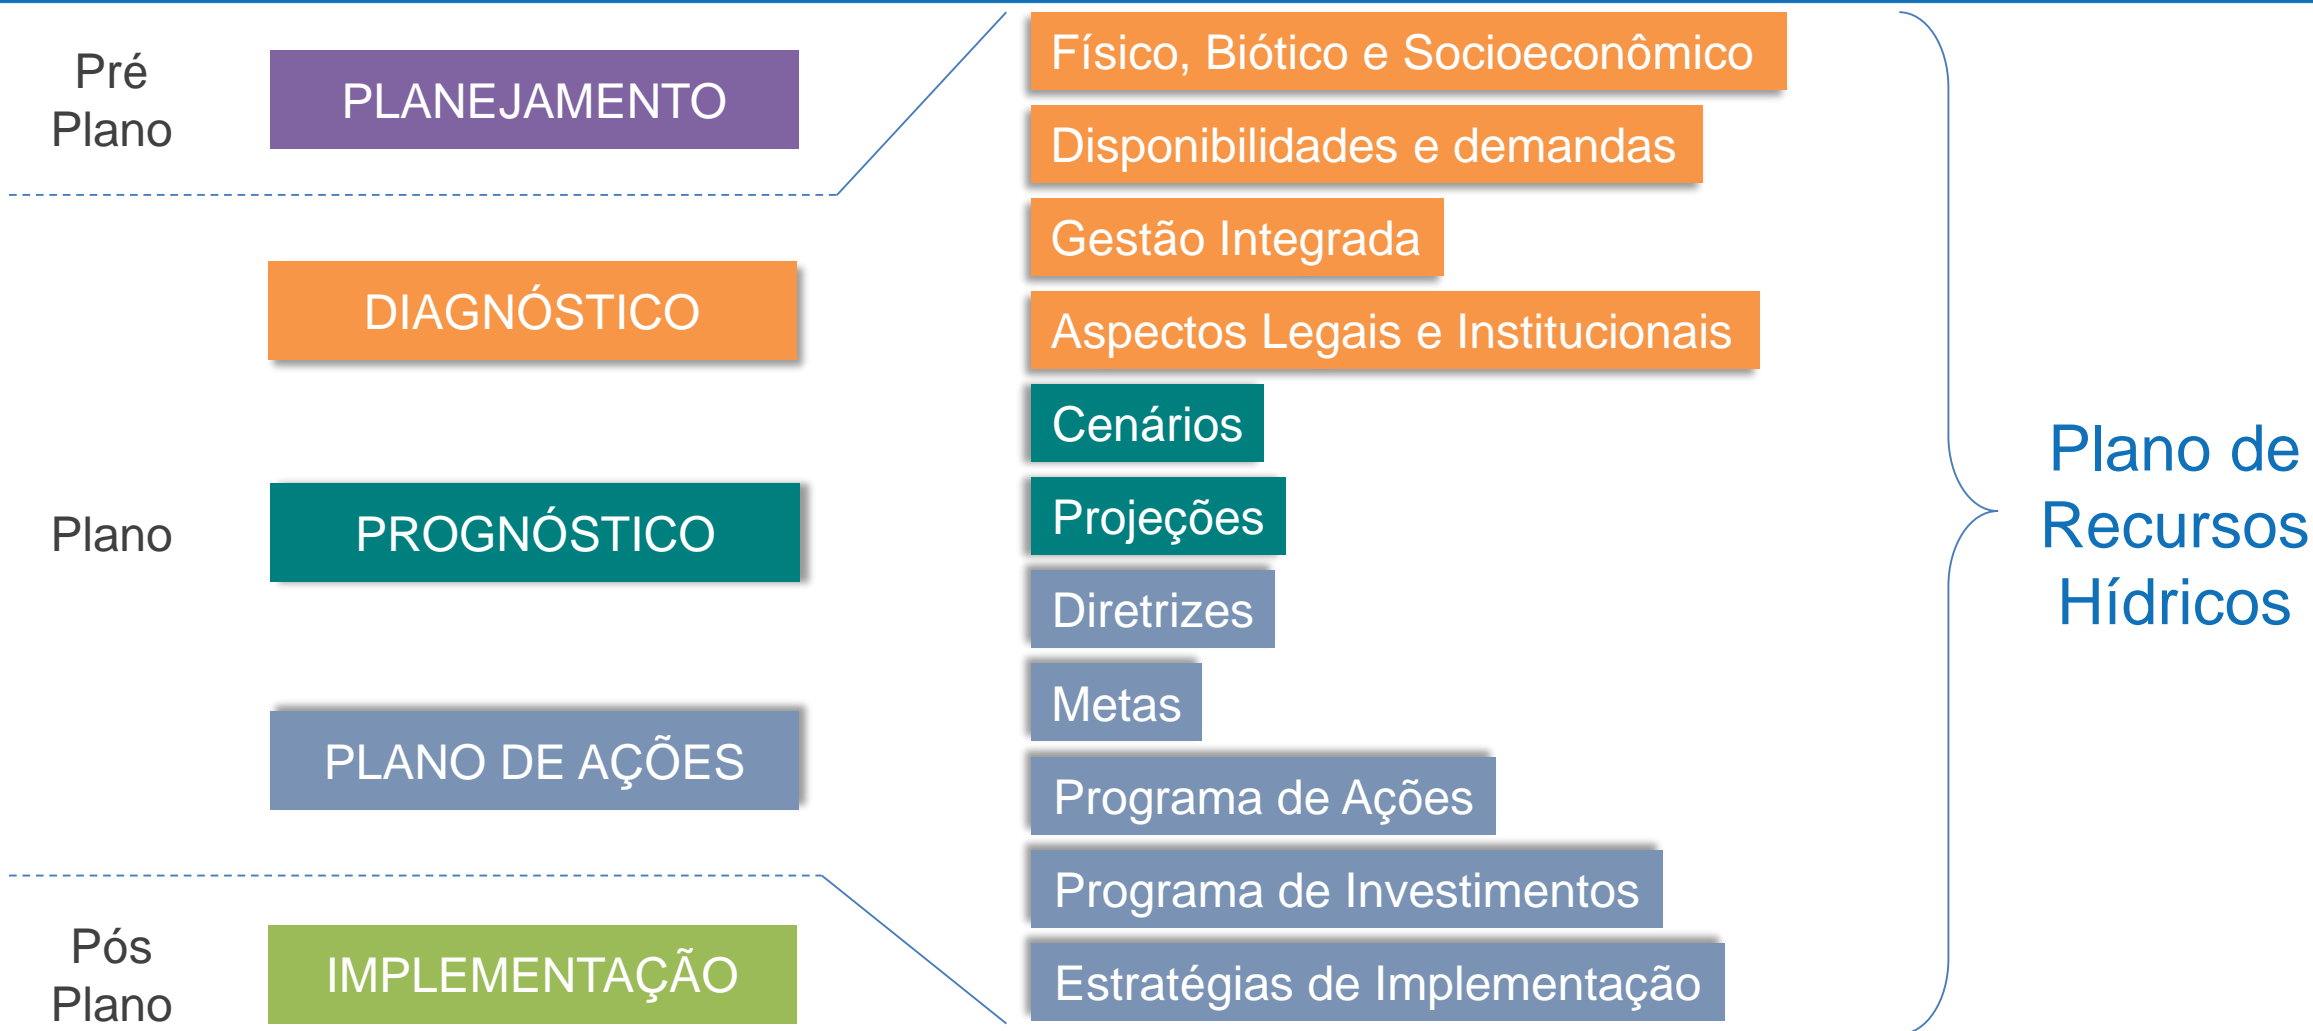 Pré
Plano
PLANEJAMENTO
DIAGNÓSTICO
Plano
PROGNÓSTICO
PLANO DE AÇÕES
Pós
Plano
IMPLEMENTAÇÃO
Físico, Biótico e Socioeconômico
Disponibilidades e demandas
Gestão Integrada
Aspectos Legais e Institucionais
Cenários
Projeções
Diretrizes
Metas
Programa de Ações
Programa de Investimentos
Estratégias de Implementação
Plano de
Recursos
Hídricos